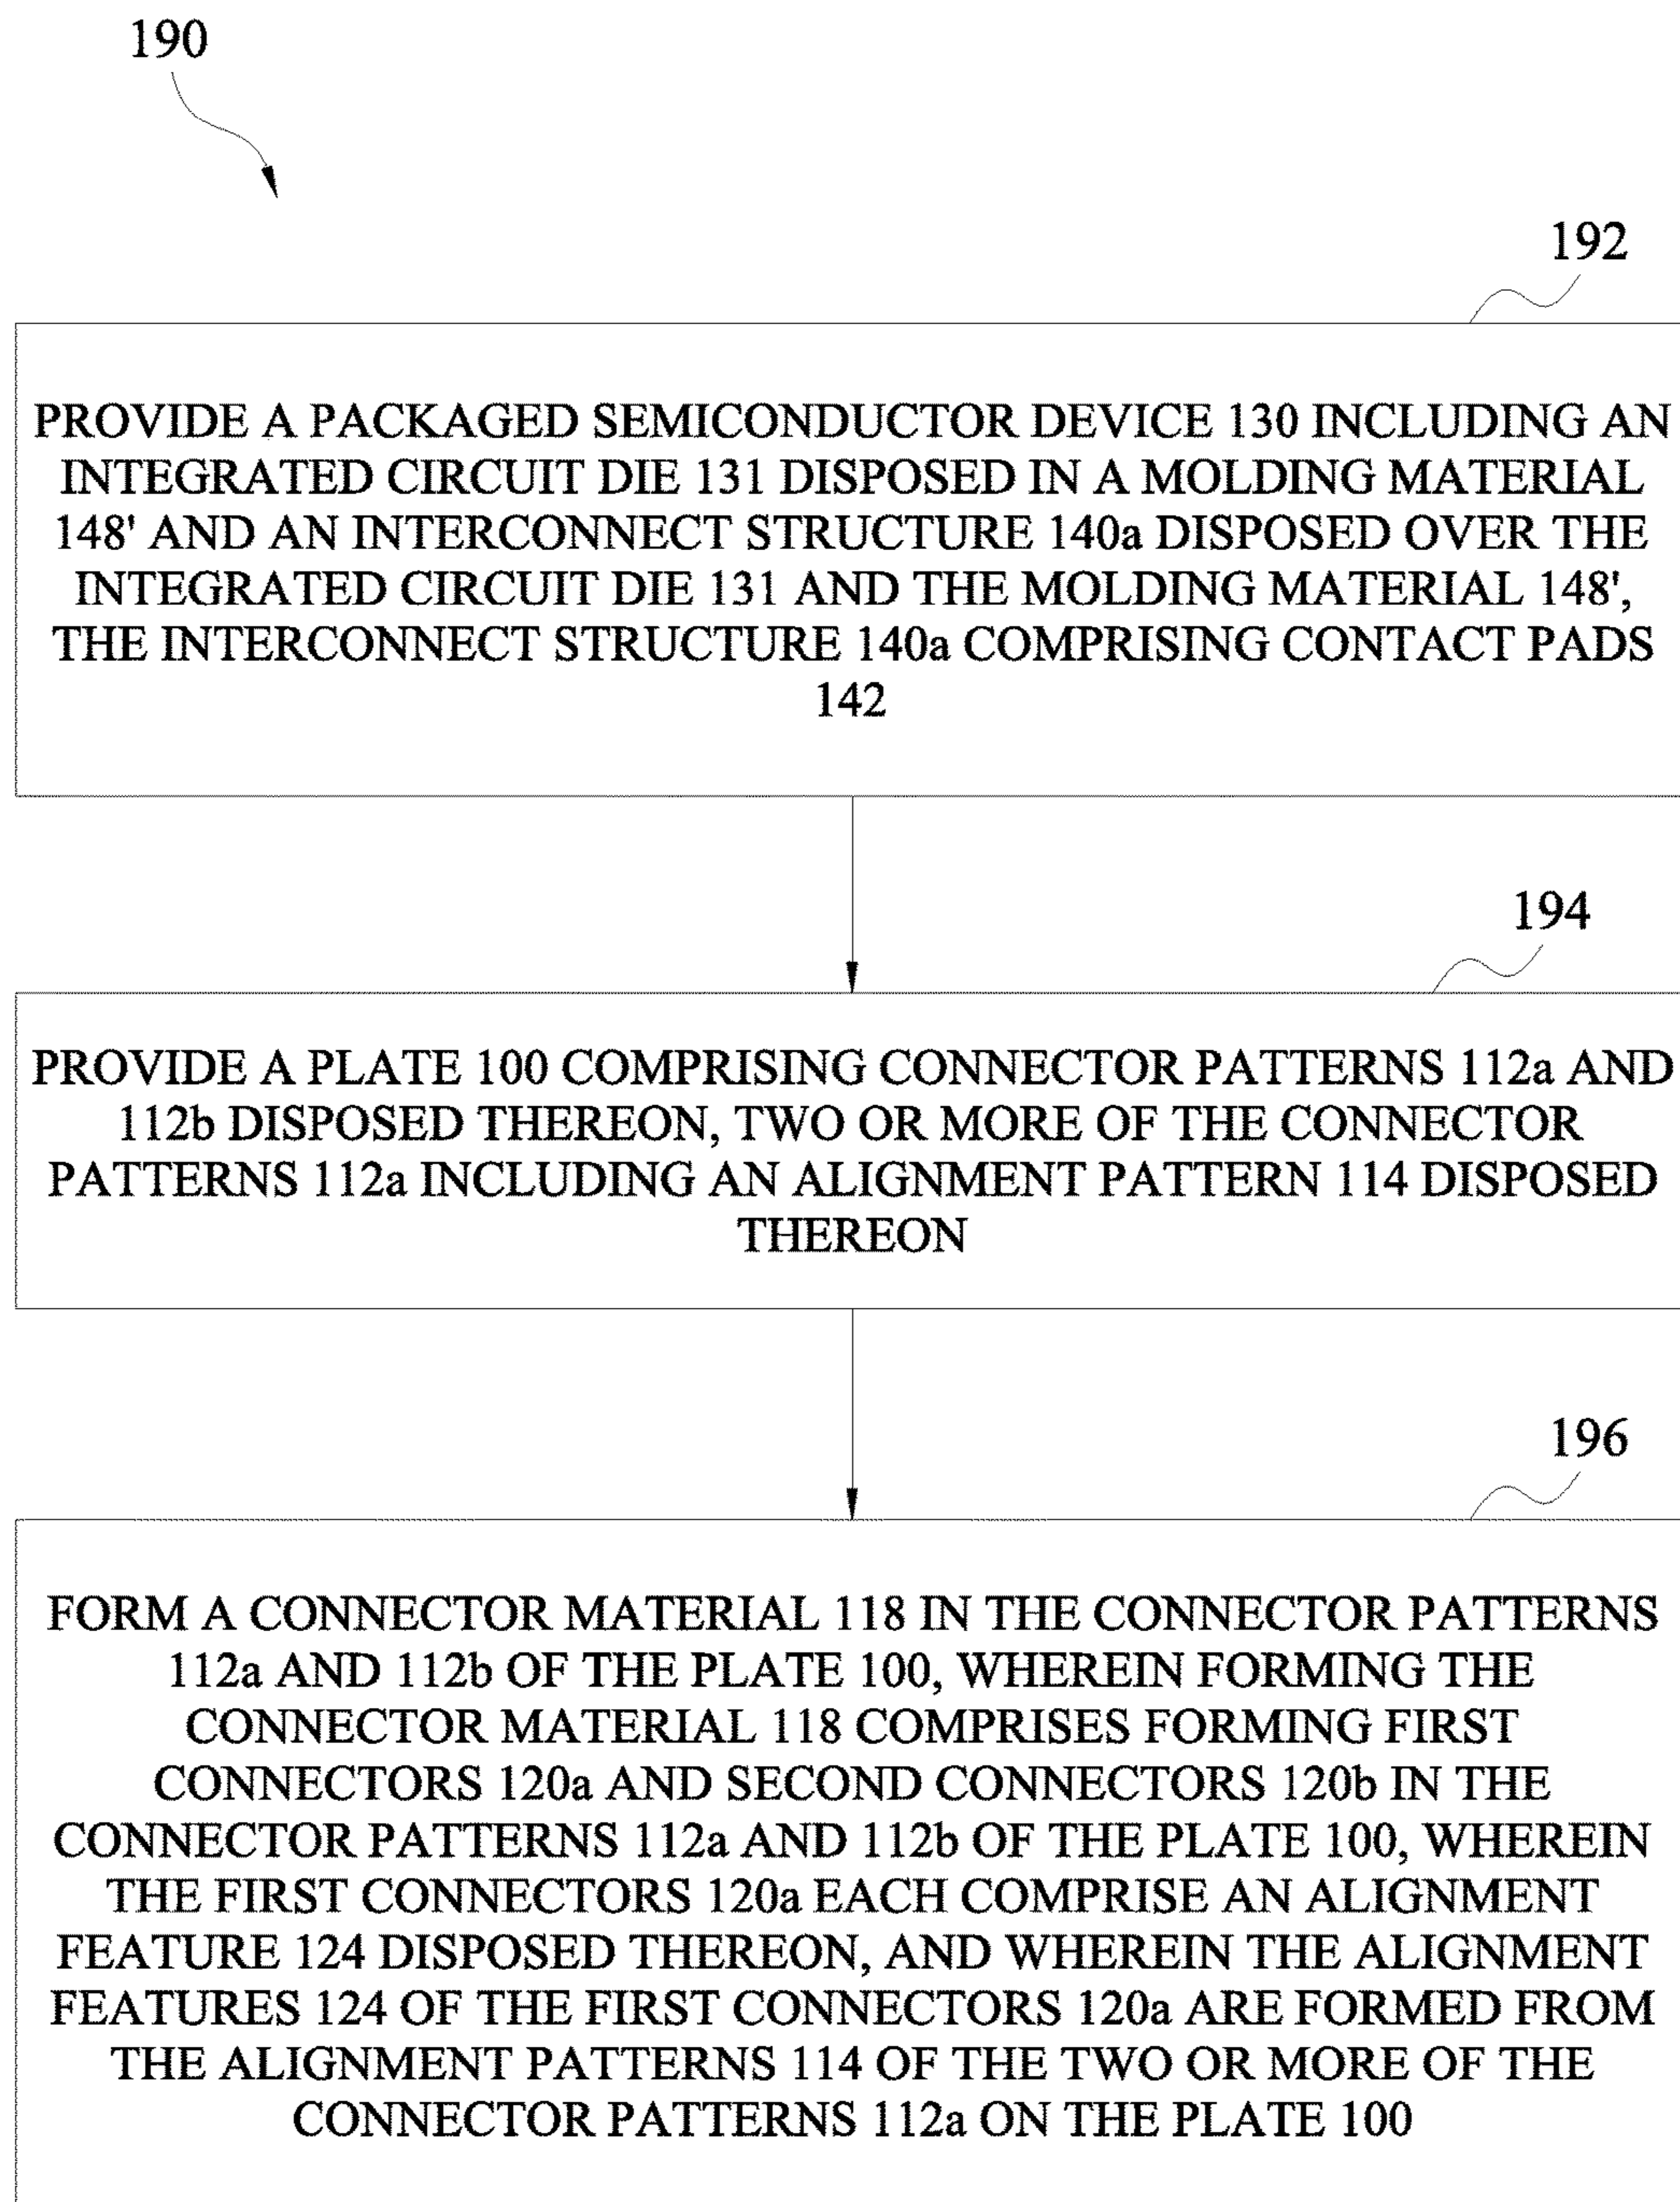 190
192
PROVIDE A PACKAGED SEMICONDUCTOR DEVICE 130 INCLUDING AN
INTEGRATED CIRCUIT DIE 131 DISPOSED IN A MOLDING MATERIAL
148' AND AN INTERCONNECT STRUCTURE 140a DISPOSED OVER THE
INTEGRATED CIRCUIT DIE 131 AND THE MOLDING MATERIAL 148',
THE INTERCONNECT STRUCTURE 140a COMPRISING CONTACT PADS
142
194
PROVIDE A PLATE 100 COMPRISING CONNECTOR PATTERNS 112a AND
112b DISPOSED THEREON, TWO OR MORE OF THE CONNECTOR
PATTERNS 112a INCLUDING AN ALIGNMENT PATTERN 114 DISPOSED
THEREON
196
FORM A CONNECTOR MATERIAL 118 IN THE CONNECTOR PATTERNS
112a AND 112b OF THE PLATE 100, WHEREIN FORMING THE
CONNECTOR MATERIAL 118 COMPRISES FORMING FIRST
CONNECTORS 120a AND SECOND CONNECTORS 120b IN THE
CONNECTOR PATTERNS 112a AND 112b OF THE PLATE 100, WHEREIN
THE FIRST CONNECTORS 120a EACH COMPRISE AN ALIGNMENT
FEATURE 124 DISPOSED THEREON, AND WHEREIN THE ALIGNMENT
FEATURES 124 OF THE FIRST CONNECTORS 120a ARE FORMED FROM
THE ALIGNMENT PATTERNS 114 OF THE TWO OR MORE OF THE
CONNECTOR PATTERNS 112a ON THE PLATE 100